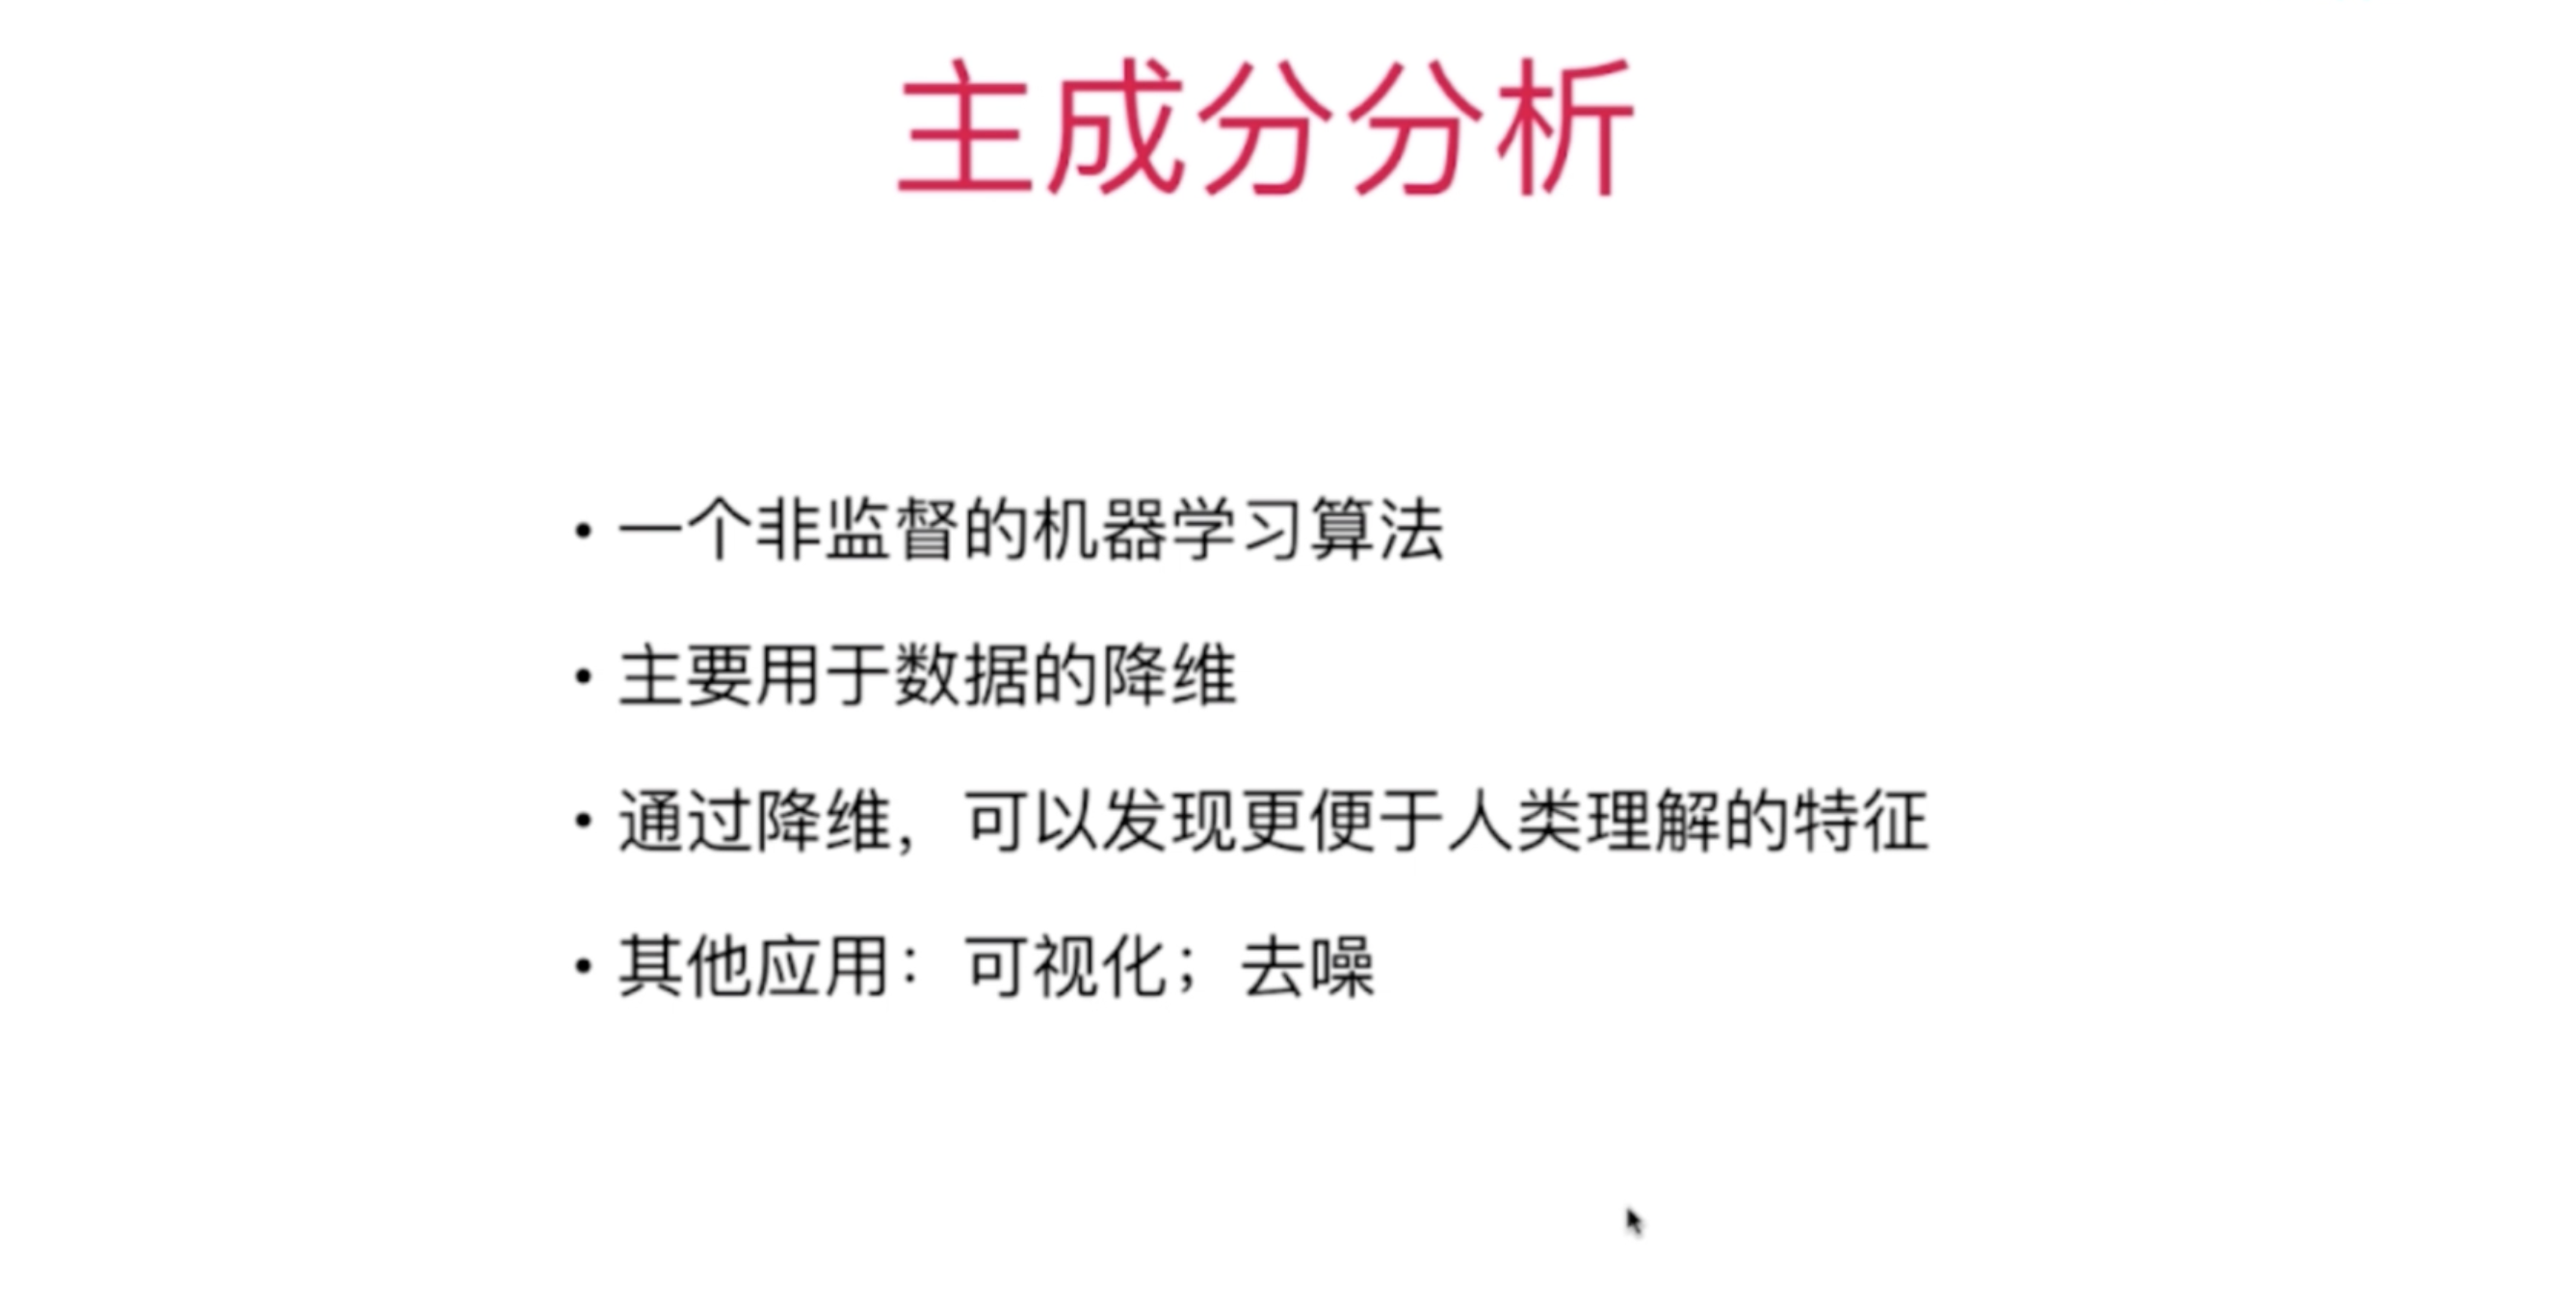 主成分分析
• 一个非监督的机器学习算法
• 主要用于数据的降维
• 通过降维，可以发现更便于人类理解的特征
• 其他应用：可视化；去噪